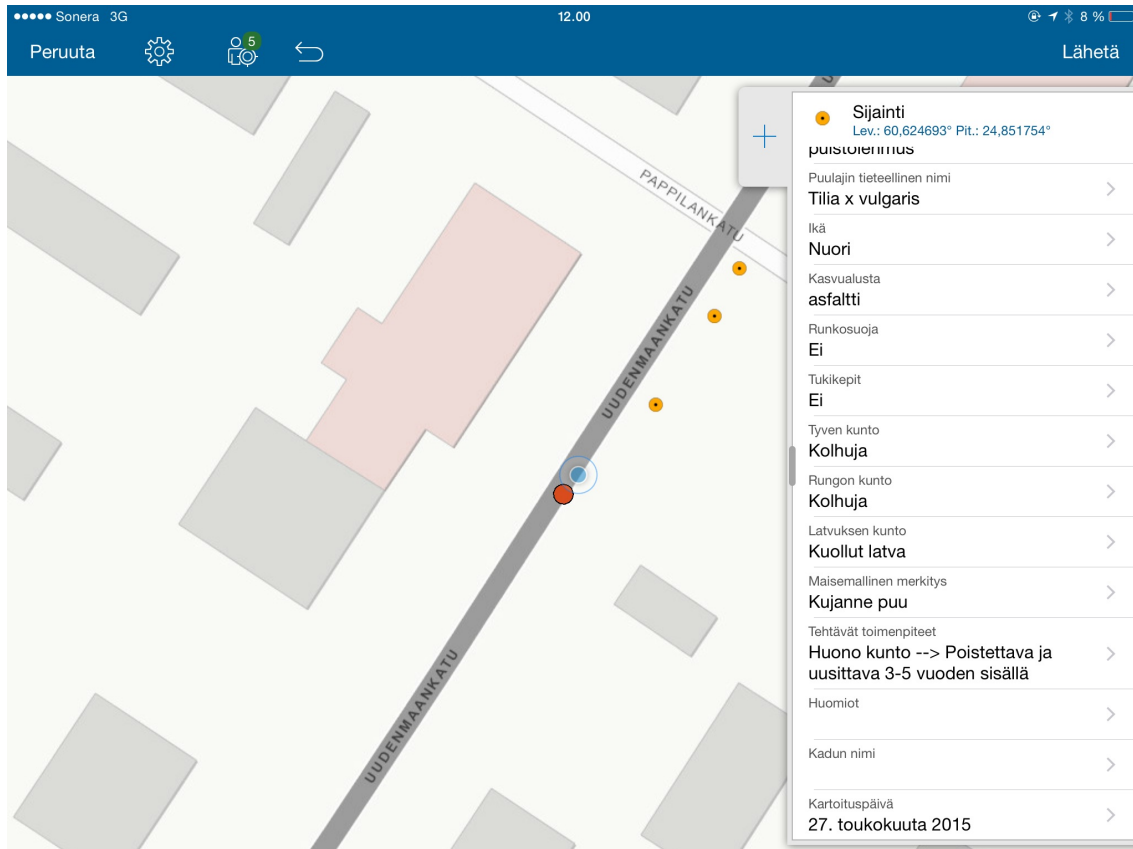 Sonera 3G
12.00
8 %
Peruuta
5
Lähetä
Sijainti
Lev.: 60,624693° Pit.: 24,851754°
Puulajin tieteellinen nimi
Tilia x vulgaris
Ikä
Nuori
Kasvualusta
asfaltti
Runkosuoja
Ei
Tukikepit
Ei
Tyven kunto
Kolhuja
Rungon kunto
Kolhuja
Latvuksen kunto
Kuollut latva
Maisemallinen merkitys
Kujanne puu
Tehtävät toimenpiteet
Huono kunto --> Poistettava ja
uusittava 3-5 vuoden sisällä
Huomiot
Kadun nimi
Kartoituspäivä
27. toukokuuta 2015
PAPPILANKATU
UUDENMAANKATU
UUDENMAANKATU